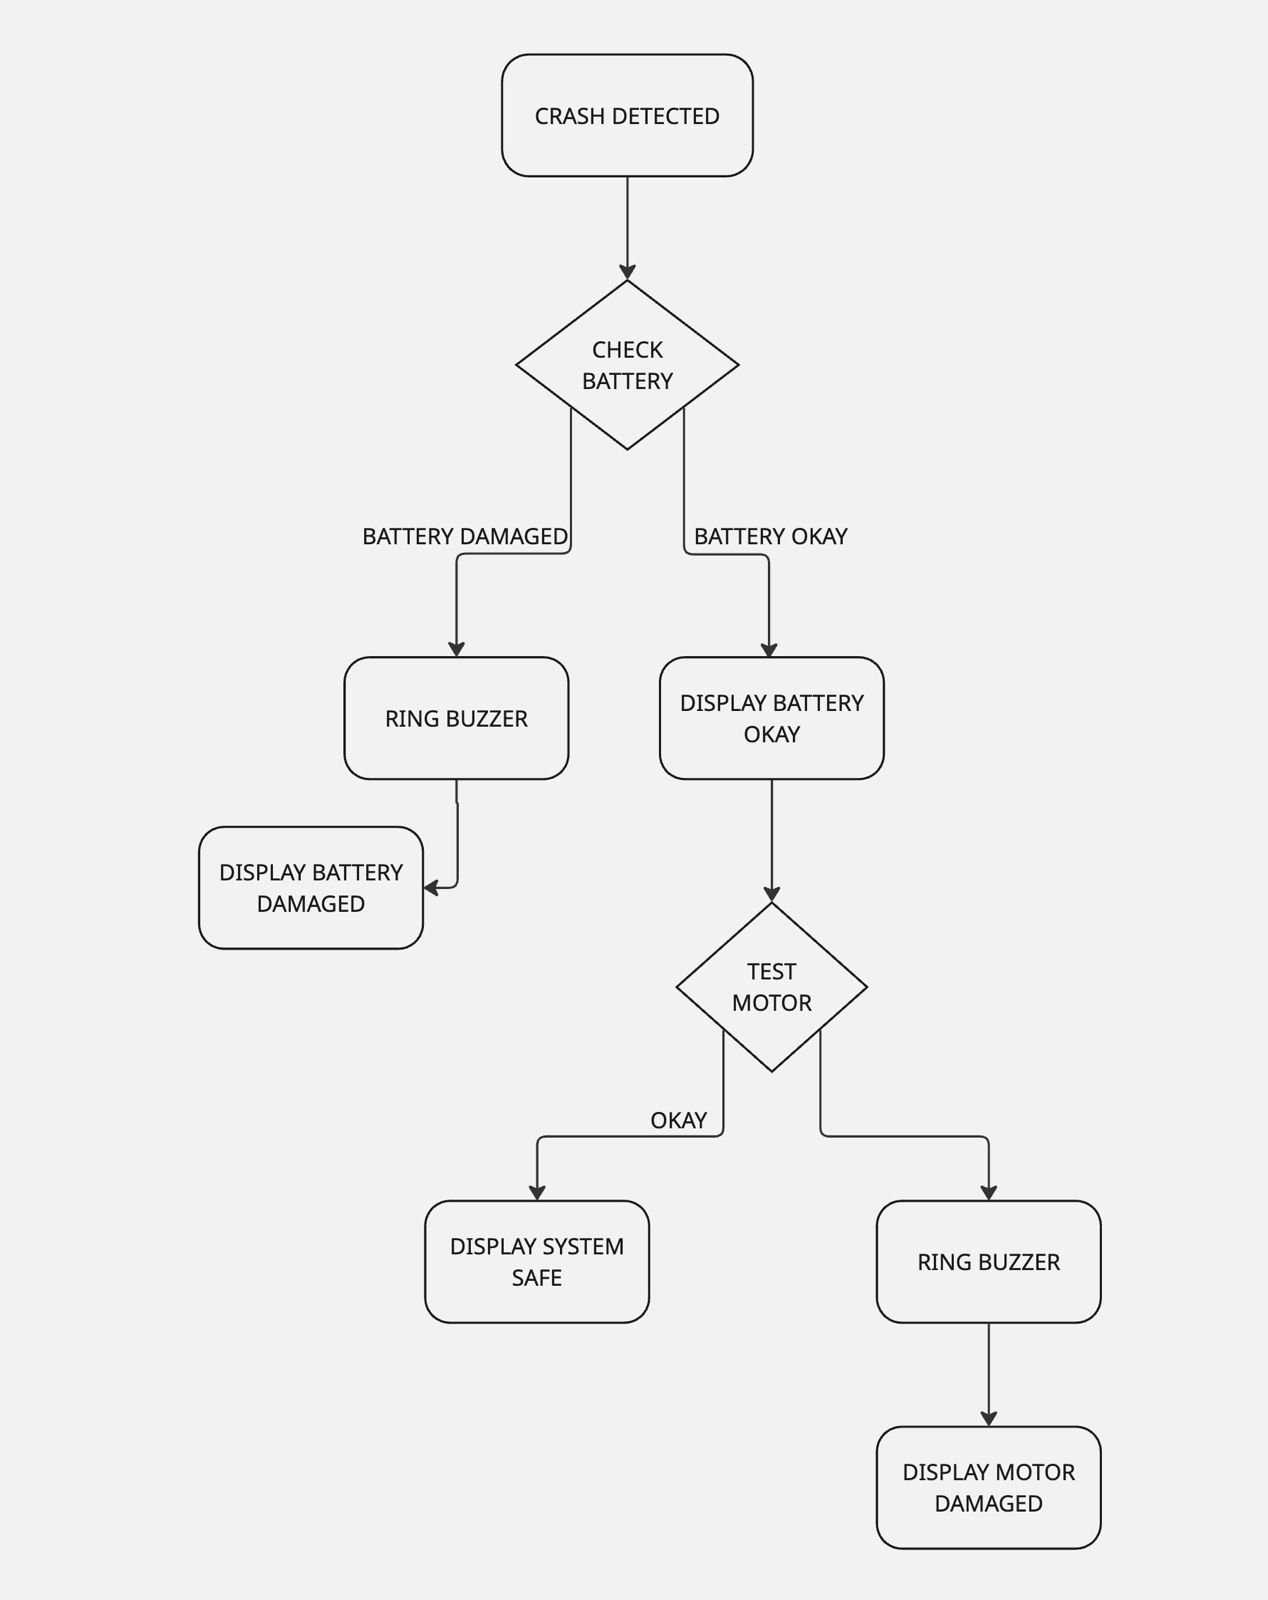 CRASH DETECTED
CHECK
BATTERY
BATTERY DAMAGED
BATTERY OKAY
RING BUZZER
DISPLAY BATTERY
OKAY
DISPLAY BATTERY
DAMAGED
TEST
MOTOR
OKAY
DISPLAY SYSTEM
SAFE
RING BUZZER
DISPLAY MOTOR
DAMAGED